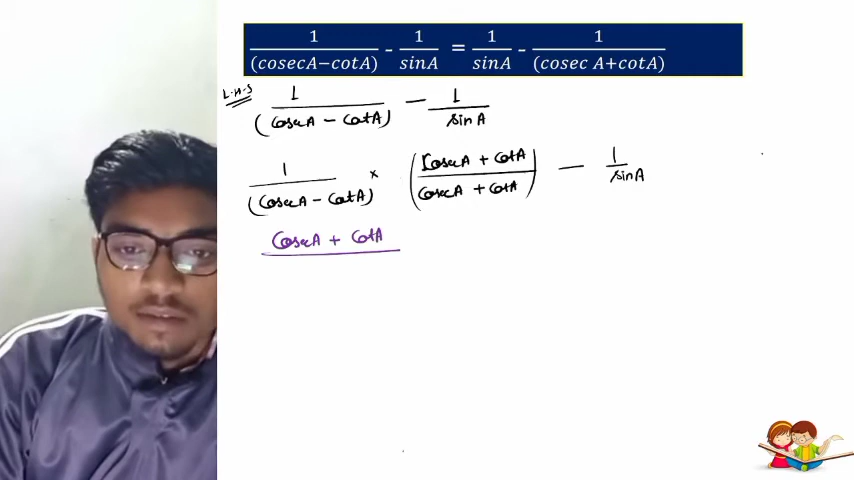 1/(cosecA−cotA) - 1/sinA = 1/sinA - 1/(cosec A+cotA)
L.H.S 1/(CosecA − CotA) − 1/sinA
1/(CosecA − CotA) × (CosecA + CotA/CosecA + CotA) − 1/sinA
CosecA + CotA